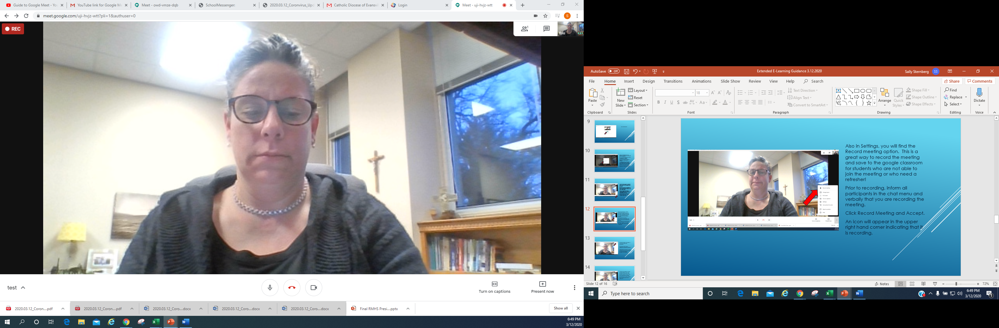 Guide to Google Meet - Yo
YouTube link for Google Me
Meet - owd-vmze-dqb
SchoolMessenger:
2020.03.12_Coronvirus_Upd
Catholic Diocese of Evansvil
Login
Meet - uji-hvjz-wtt
meet.google.com/uji-hvjz-wtt?pli=1&authuser=0
S
REC
1
You
test
Turn on captions
Present now
2020.03.12_Coron....pdf
2020.03.12_Coron....pdf
2020.03.12_Coro....docx
2020.03.12_Coro....docx
2020.03.12_Coro....docx
Final RMHS Presi....pptx
Show all
6:49 PM
3/12/2020
AutoSave Off
Extended E-Learning Guidance 3.12.2020
Sally Sternberg SS
File Home Insert Design Transitions Animations Slide Show Review View Help Search
Share Comments
Paste
New Slide
Layout
Reset
Section
18
Text Direction
Align Text
Convert to SmartArt
Arrange
Quick Styles
Shape Fill
Shape Outline
Shape Effects
Find
Replace
Select
Dictate
Clipboard Slides Font Paragraph Drawing Editing Voice
9
10
11
12
13
14
Also in Settings, you will find the
Record meeting option. This is a
great way to record the meeting
and save to the google classroom
for students who are not able to
join the meeting or who need a
refresher!
Prior to recording, inform all
participants in the chat menu and
verbally that you are recording the
meeting.
Click Record Meeting and Accept.
An icon will appear in the upper
right hand corner indicating that it
is recording.
Slide 12 of 16
Notes
72%
Type here to search
6:49 PM
3/12/2020